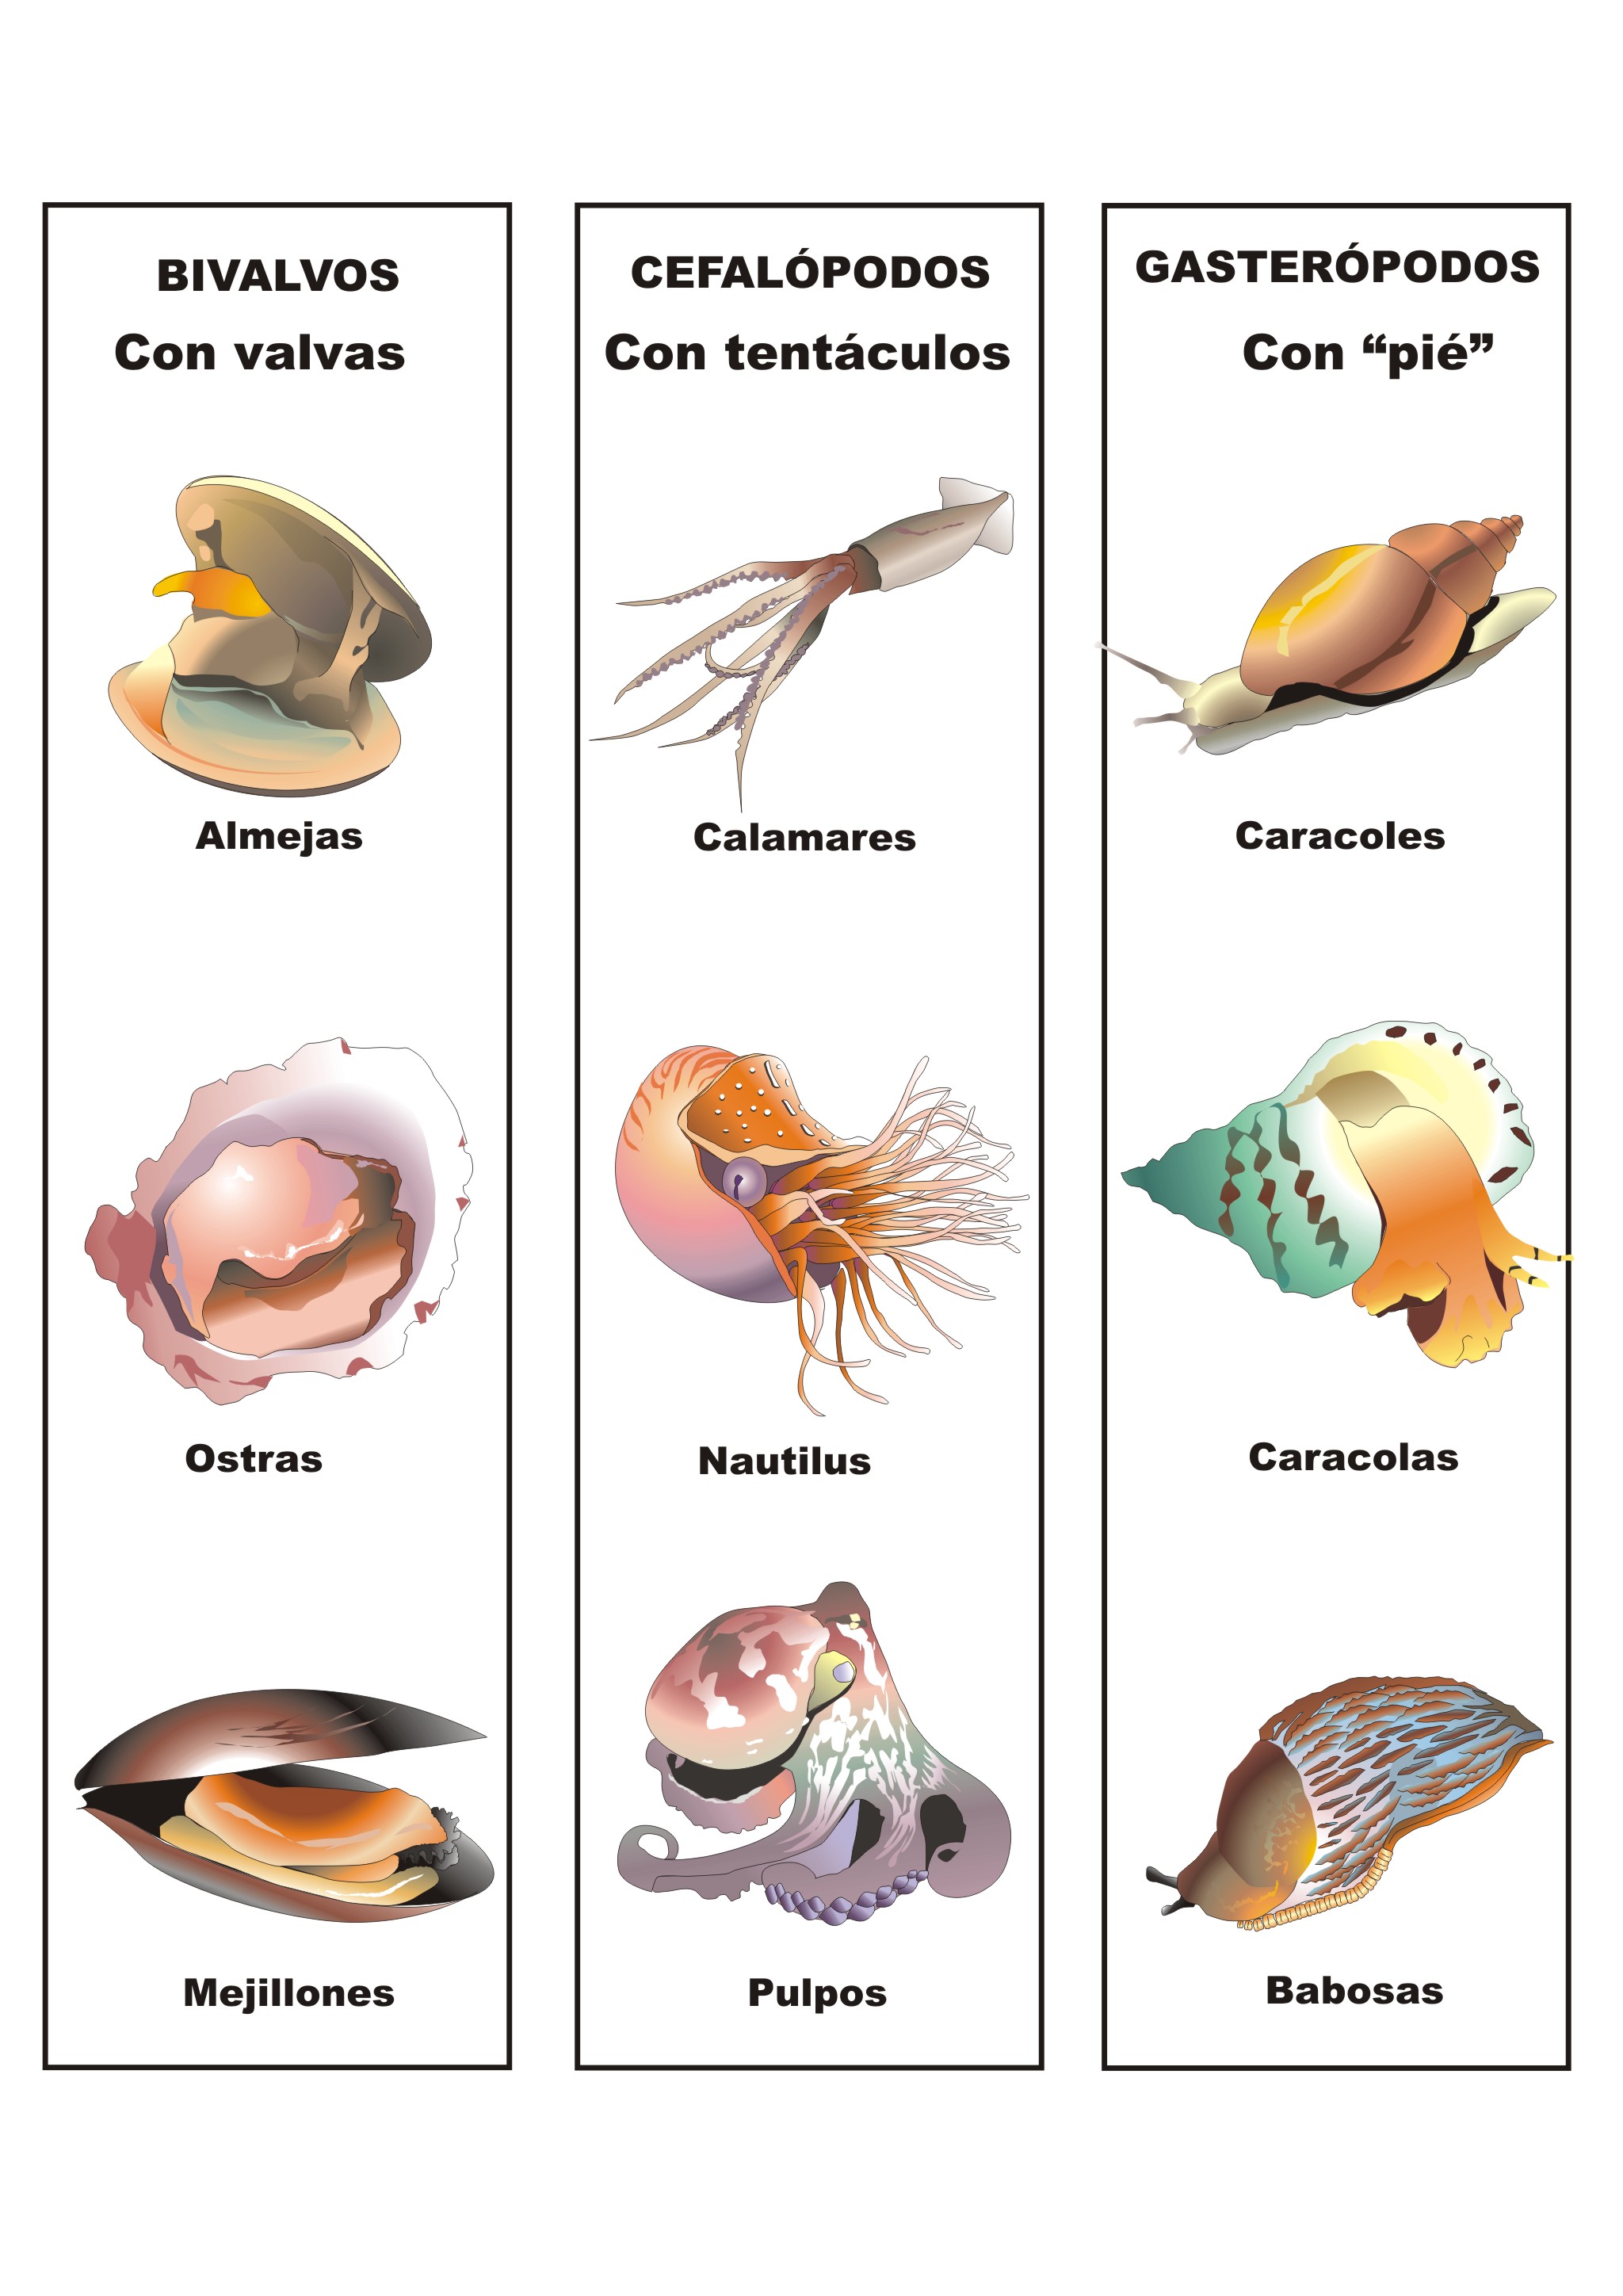 BIVALVOS
Con valvas
Almejas
Ostras
Mejillones
CEFALÓPODOS
Con tentáculos
Calamares
Nautilus
Pulpos
GASTERÓPODOS
Con “pié”
Caracoles
Caracolas
Babosas